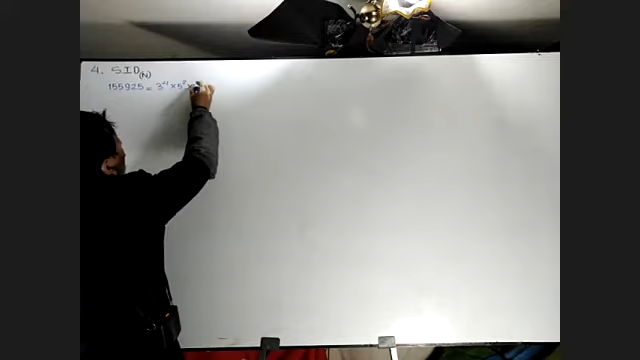 4. SID(N)
155925 = 3⁴×5²×